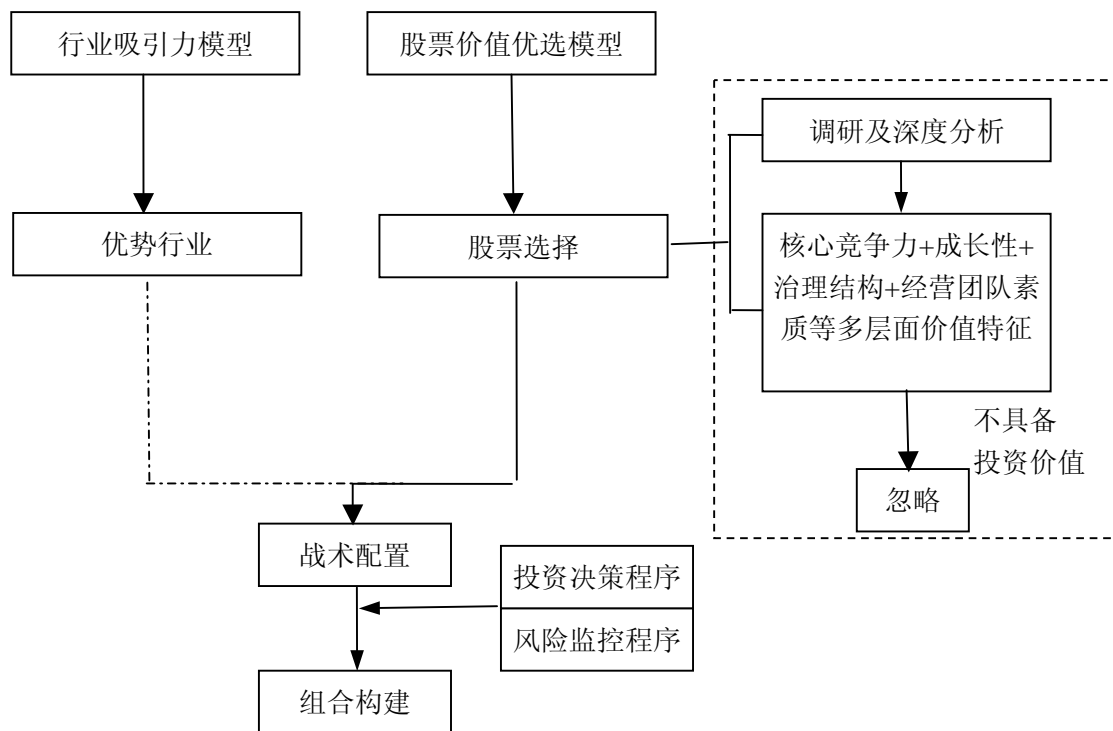 行业吸引力模型
股票价值优选模型
调研及深度分析
优势行业
股票选择
核心竞争力+成长性+
治理结构+经营团队素
质等多层面价值特征
不具备
投资价值
忽略
战术配置
投资决策程序
风险监控程序
组合构建